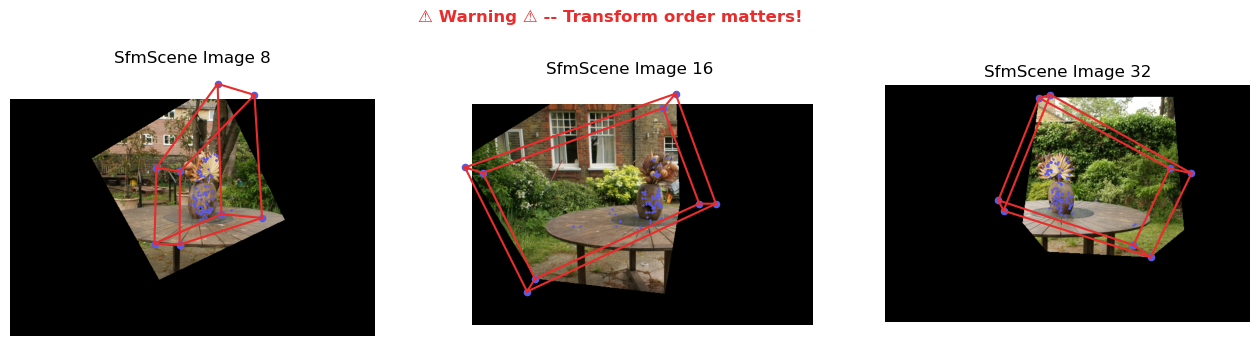 ⚠ Warning ⚠ -- Transform order matters!
SfmScene Image 8
SfmScene Image 16
SfmScene Image 32